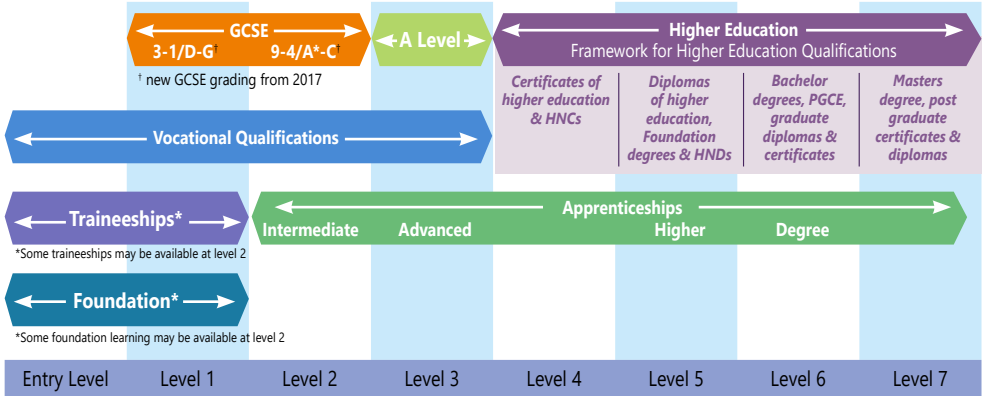 GCSE
3-1/D-G† 9-4/A*-C†
† new GCSE grading from 2017
A Level
Higher Education
Framework for Higher Education Qualifications
Certificates of
higher education
& HNCs
Diplomas
of higher
education,
Foundation
degrees & HNDs
Bachelor
degrees, PGCE,
graduate
diplomas &
certificates
Masters
degree, post
graduate
certificates &
diplomas
Vocational Qualifications
Traineeships*
*Some traineeships may be available at level 2
Apprenticeships
Intermediate Advanced Higher Degree
Foundation*
*Some foundation learning may be available at level 2
Entry Level Level 1 Level 2 Level 3 Level 4 Level 5 Level 6 Level 7